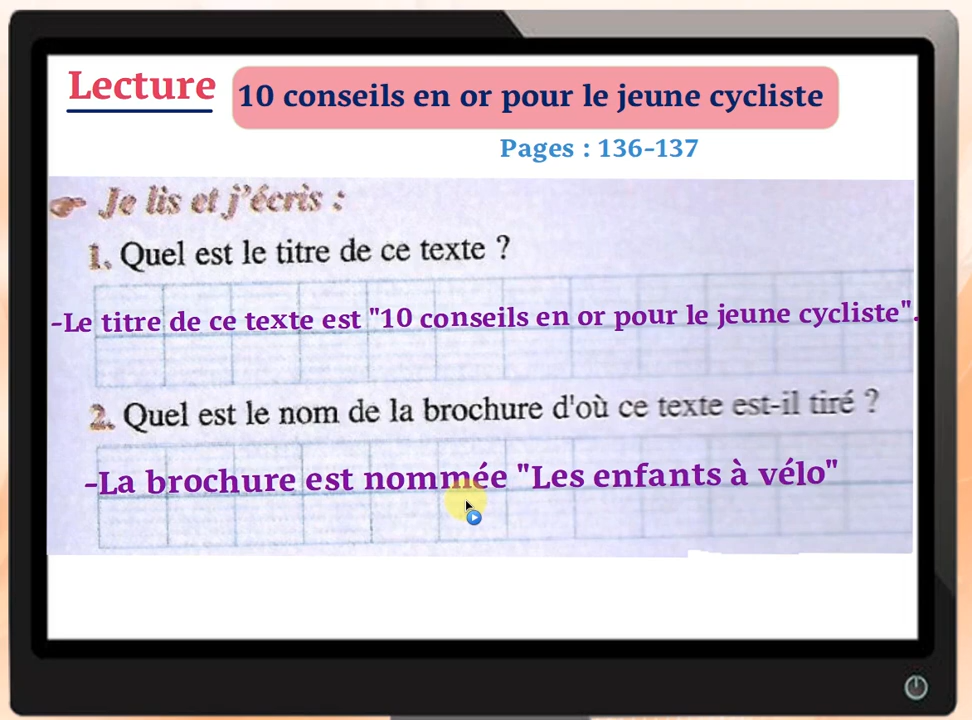 Lecture
10 conseils en or pour le jeune cycliste
Pages : 136-137
Je lis et j'écris :
1. Quel est le titre de ce texte ?
-Le titre de ce texte est "10 conseils en or pour le jeune cycliste".
2. Quel est le nom de la brochure d'où ce texte est-il tiré ?
-La brochure est nommée "Les enfants à vélo"